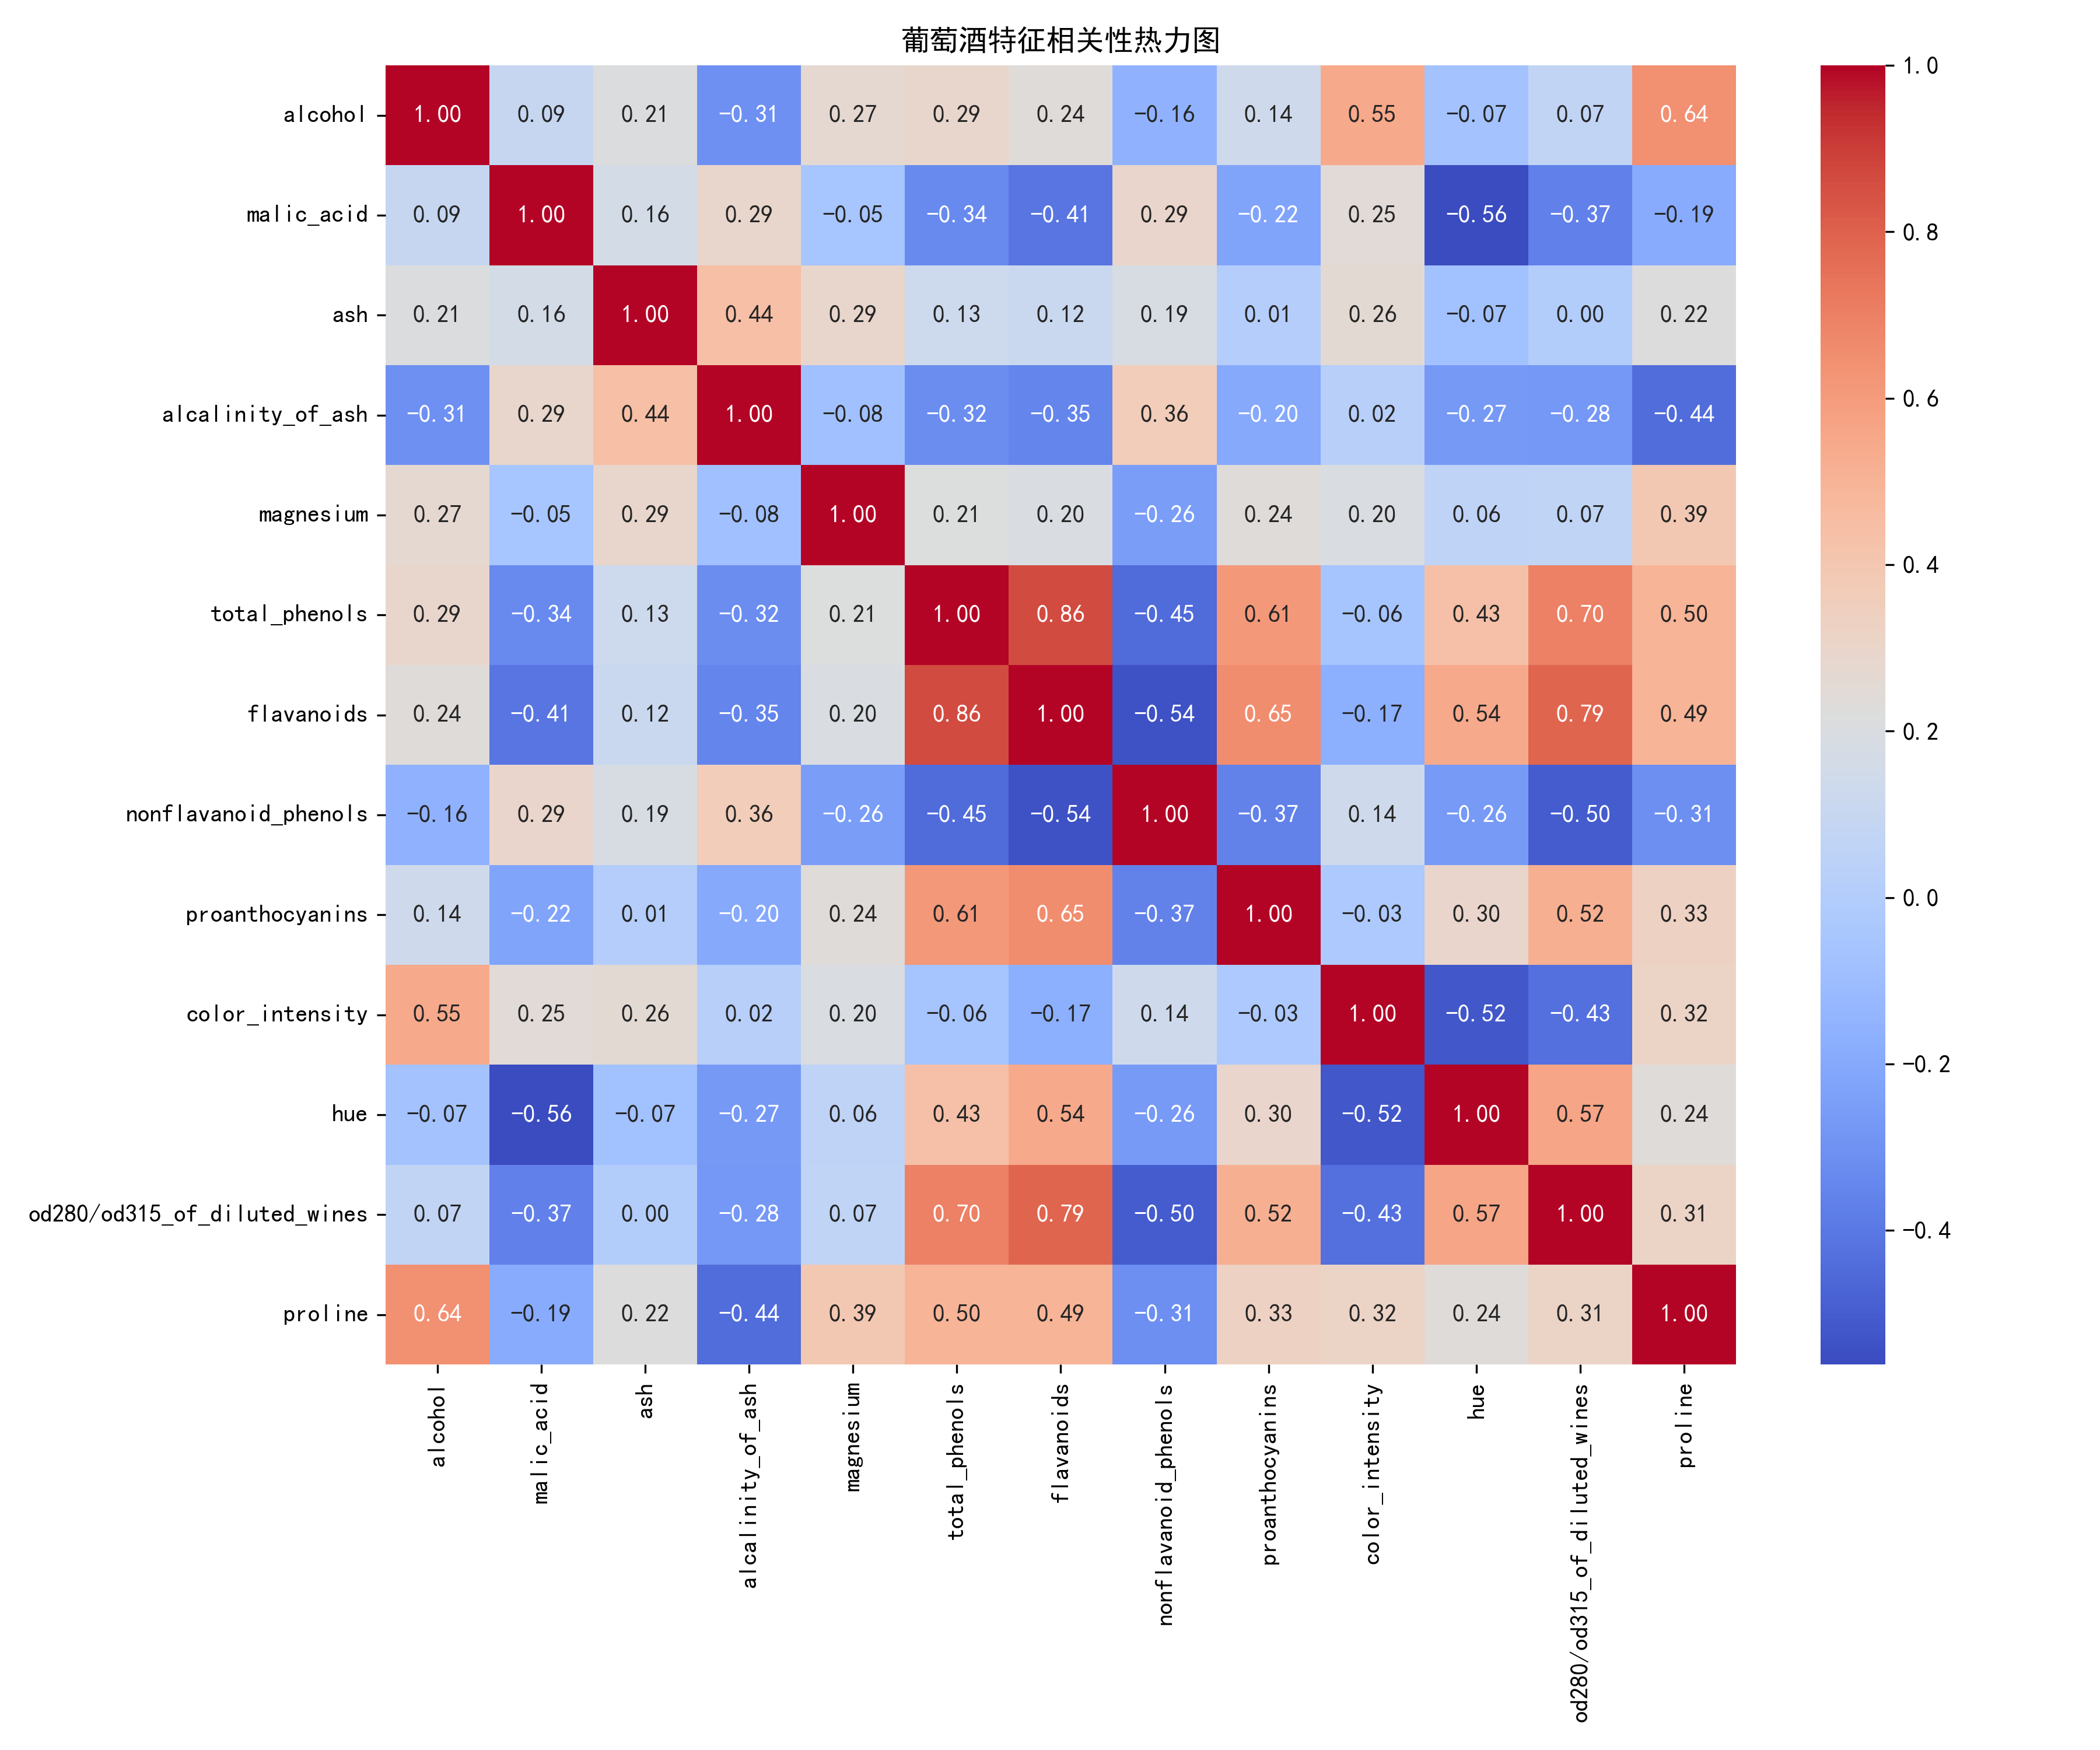 葡萄酒特征相关性热力图
alcohol 1.00 0.09 0.21 −0.31 0.27 0.29 0.24 −0.16 0.14 0.55 −0.07 0.07 0.64
malic_acid 0.09 1.00 0.16 0.29 −0.05 −0.34 −0.41 0.29 −0.22 0.25 −0.56 −0.37 −0.19
ash 0.21 0.16 1.00 0.44 0.29 0.13 0.12 0.19 0.01 0.26 −0.07 0.00 0.22
alcalinity_of_ash −0.31 0.29 0.44 1.00 −0.08 −0.32 −0.35 0.36 −0.20 0.02 −0.27 −0.28 −0.44
magnesium 0.27 −0.05 0.29 −0.08 1.00 0.21 0.20 −0.26 0.24 0.20 0.06 0.07 0.39
total_phenols 0.29 −0.34 0.13 −0.32 0.21 1.00 0.86 −0.45 0.61 −0.06 0.43 0.70 0.50
flavanoids 0.24 −0.41 0.12 −0.35 0.20 0.86 1.00 −0.54 0.65 −0.17 0.54 0.79 0.49
nonflavanoid_phenols −0.16 0.29 0.19 0.36 −0.26 −0.45 −0.54 1.00 −0.37 0.14 −0.26 −0.50 −0.31
proanthocyanins 0.14 −0.22 0.01 −0.20 0.24 0.61 0.65 −0.37 1.00 −0.03 0.30 0.52 0.33
color_intensity 0.55 0.25 0.26 0.02 0.20 −0.06 −0.17 0.14 −0.03 1.00 −0.52 −0.43 0.32
hue −0.07 −0.56 −0.07 −0.27 0.06 0.43 0.54 −0.26 0.30 −0.52 1.00 0.57 0.24
od280/od315_of_diluted_wines 0.07 −0.37 0.00 −0.28 0.07 0.70 0.79 −0.50 0.52 −0.43 0.57 1.00 0.31
proline 0.64 −0.19 0.22 −0.44 0.39 0.50 0.49 −0.31 0.33 0.32 0.24 0.31 1.00
alcohol
malic_acid
ash
alcalinity_of_ash
magnesium
total_phenols
flavanoids
nonflavanoid_phenols
proanthocyanins
color_intensity
hue
od280/od315_of_diluted_wines
proline
1.0
0.8
0.6
0.4
0.2
0.0
−0.2
−0.4